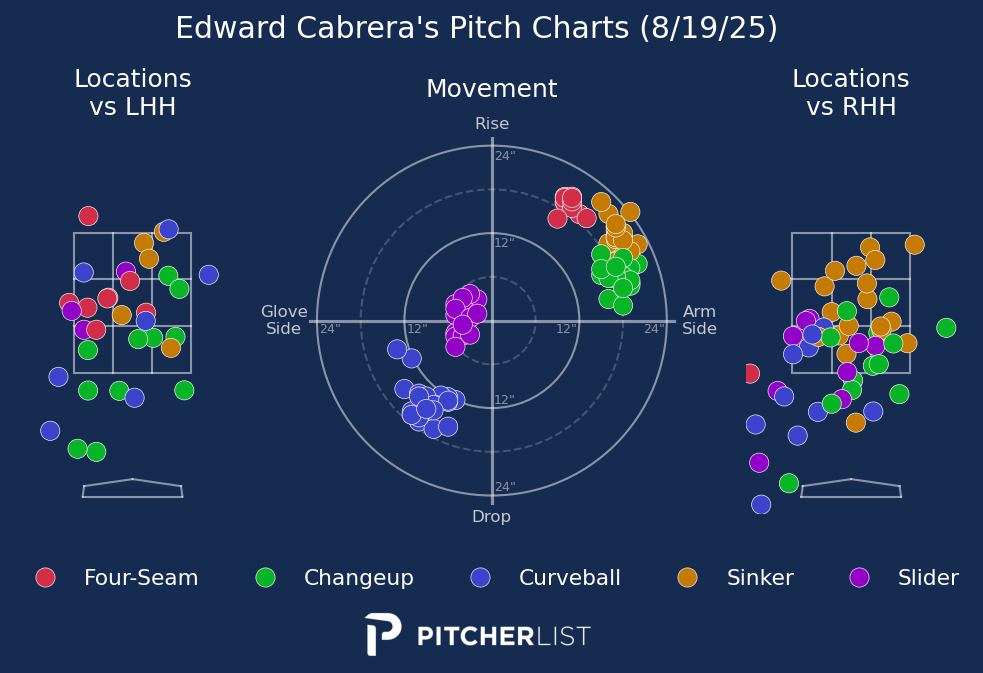 Edward Cabrera's Pitch Charts (8/19/25)
Locations
vs LHH
Movement
Locations
vs RHH
Rise
24"
12"
Glove
Side
24"
12"
12"
24"
Arm
Side
12"
24"
Drop
Four-Seam
Changeup
Curveball
Sinker
Slider
PITCHERLIST